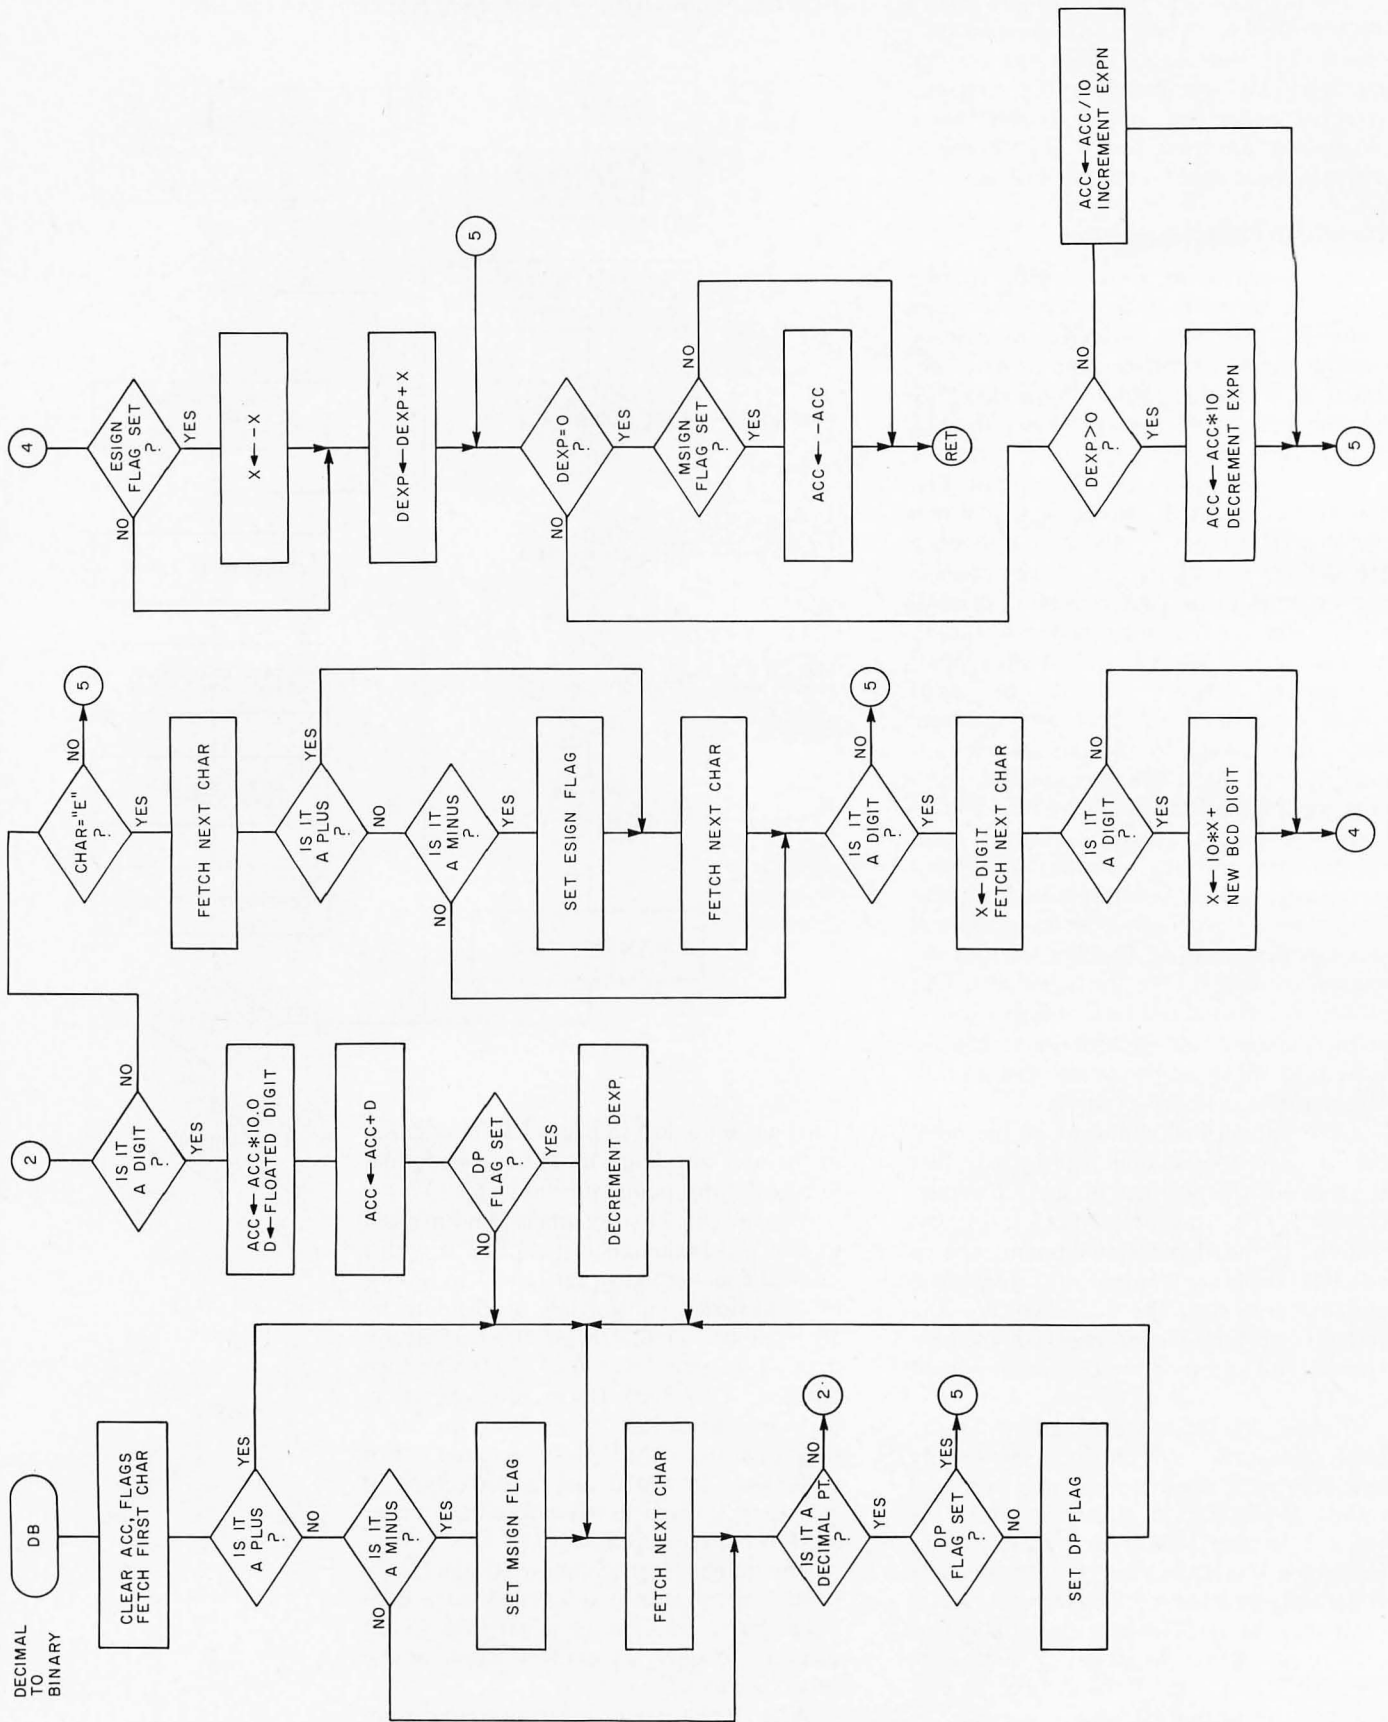 DECIMAL
TO
BINARY
DB
CLEAR ACC, FLAGS
FETCH FIRST CHAR
IS IT
A PLUS
?
YES
NO
IS IT
A MINUS
?
NO
YES
SET MSIGN FLAG
FETCH NEXT CHAR
IS IT A
DECIMAL PT.
?
NO
2
YES
DP
FLAG SET
?
YES
5
NO
SET DP FLAG
2
IS IT
A DIGIT
?
NO
YES
ACC←ACC*10.0
D←FLOATED DIGIT
ACC←ACC+D
DP
FLAG SET
?
NO
YES
DECREMENT DEXP
CHAR="E"
?
NO
5
YES
FETCH NEXT CHAR
IS IT
A PLUS
?
YES
NO
IS IT
A MINUS
?
NO
YES
SET ESIGN FLAG
FETCH NEXT CHAR
IS IT
A DIGIT
?
NO
5
YES
X←DIGIT
FETCH NEXT CHAR
IS IT
A DIGIT
?
NO
YES
X←10*X+
NEW BCD DIGIT
4
4
ESIGN
FLAG SET
?
NO
YES
X←-X
DEXP←DEXP+X
5
DEXP=0
?
NO
YES
MSIGN
FLAG SET
?
NO
YES
ACC←-ACC
RET
DEXP>0
?
NO
YES
ACC←ACC/10
INCREMENT EXPN
ACC←ACC*10
DECREMENT EXPN
5